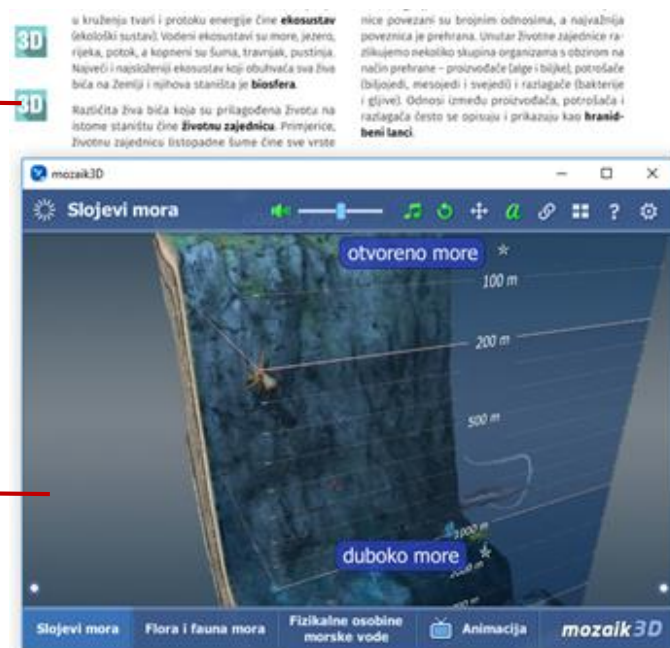 3D
u kruženju tvari i protoku energije čine ekosustav
(ekološki sustav). Vodeni ekosustavi su more, jezero,
rijeka, potok, a kopneni su šuma, travnjak, pustinja.
Najveći i najsloženiji ekosustav koji obuhvaća sva živa
bića na Zemlji i njihova staništa je biosfera.
3D
Različita živa bića koja su prilagođena životu na
istome staništu čine životnu zajednicu. Primjerice,
životnu zajednicu listopadne šume čine sve vrste
nice povezani su brojnim odnosima, a najvažnija
poveznica je prehrana. Unutar životne zajednice ra-
zlikujemo nekoliko skupina organizama s obzirom na
način prehrane – proizvođače (alge i biljke), potrošače
(biljojedi, mesojedi i svejedi) i razlagače (bakterije
i gljive). Odnosi između proizvođača, potrošača i
razlagača često se opisuju i prikazuju kao hranid-
beni lanci.
mozaik3D
Slojevi mora
a
?
otvoreno more
100 m
200 m
500 m
1000 m
duboko more
2000 m
Slojevi mora
Flora i fauna mora
Fizikalne osobine
morske vode
Animacija
mozaik3D